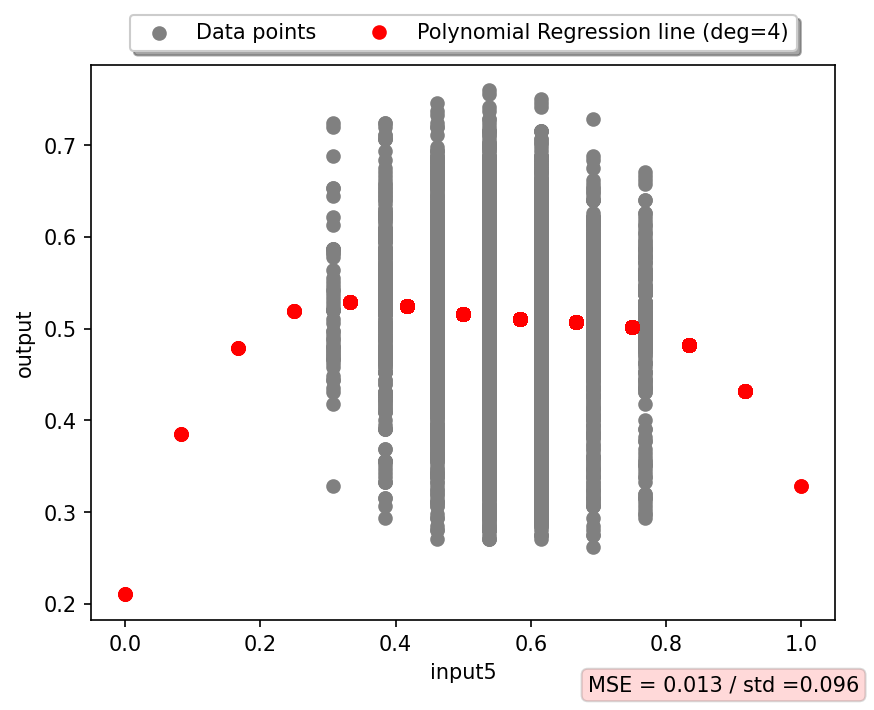 Data points
Polynomial Regression line (deg=4)
0.7
0.6
0.5
0.4
0.3
0.2
output
0.0 0.2 0.4 0.6 0.8 1.0
input5
MSE = 0.013 / std =0.096